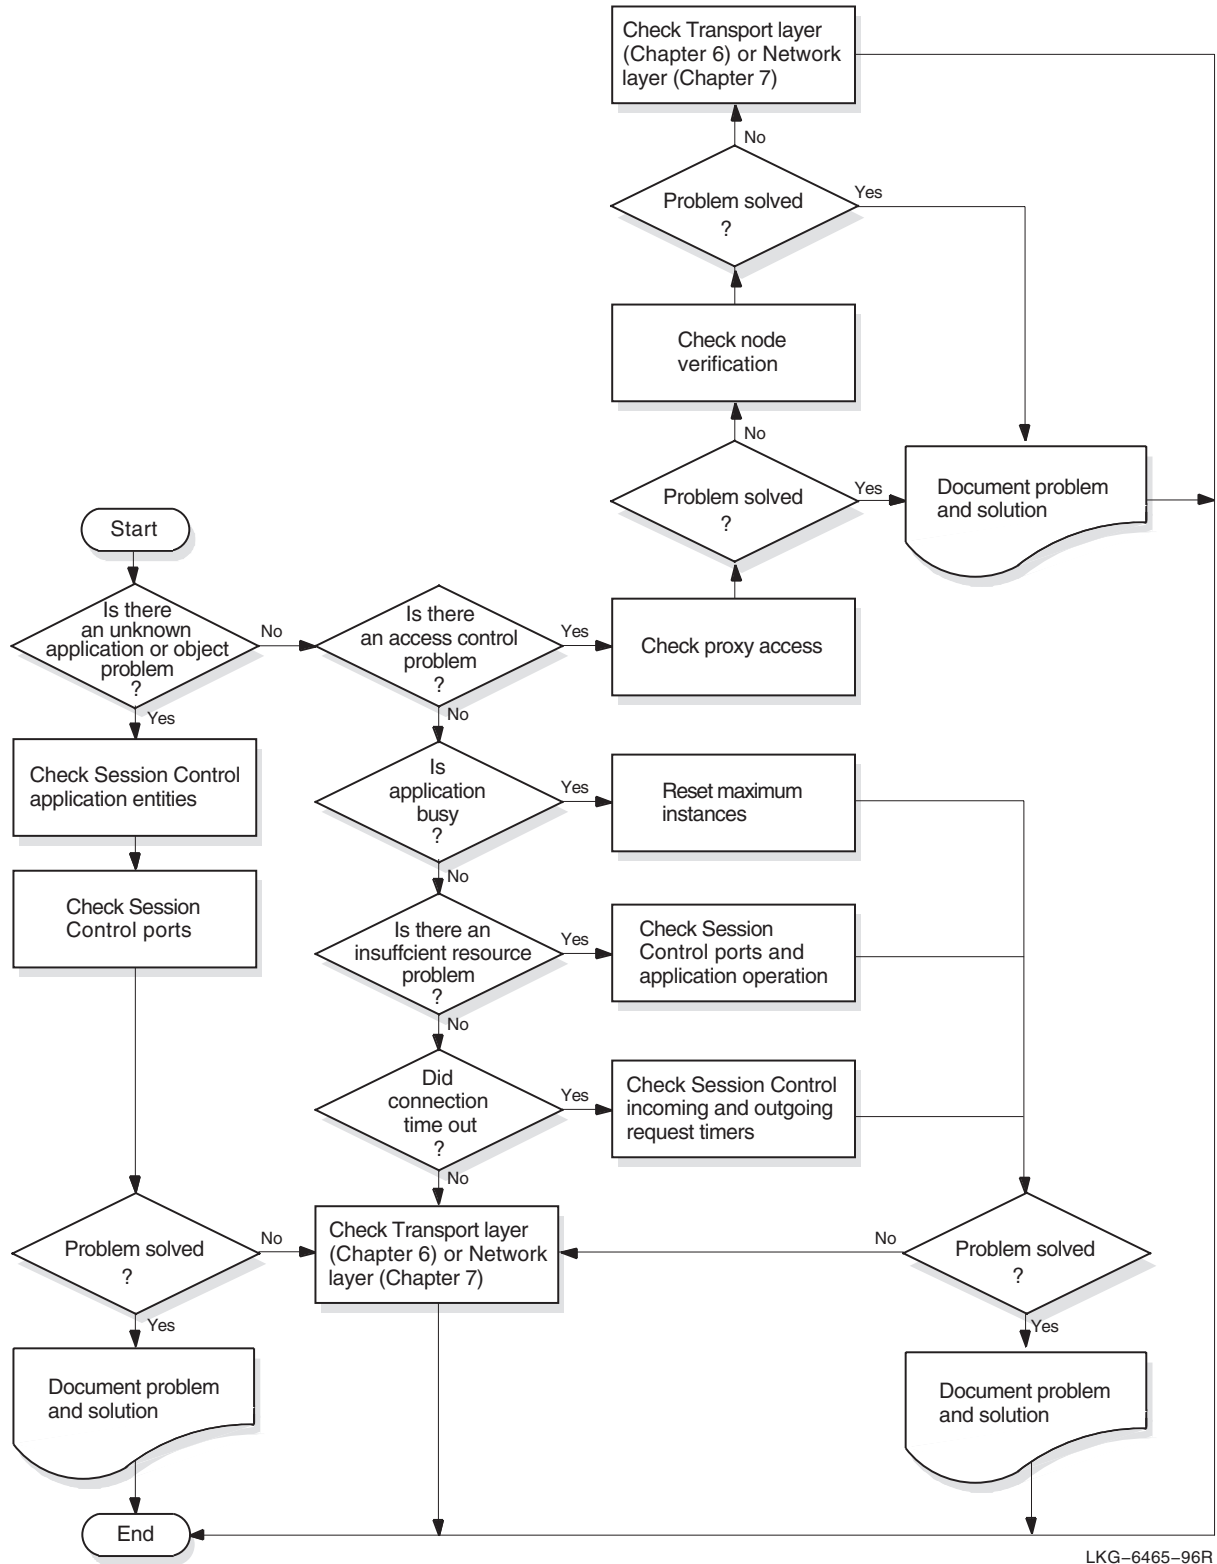 Check Transport layer
(Chapter 6) or Network
layer (Chapter 7)
No
Problem solved
?
Yes
Check node
verification
No
Problem solved
?
Yes
Document problem
and solution
Start
Is there
an unknown
application or object
problem
?
No
Is there
an access control
problem
?
Yes
Check proxy access
Yes
No
Check Session Control
application entities
Is
application
busy
?
Yes
Reset maximum
instances
No
Check Session
Control ports
Is there an
insuffcient resource
problem
?
Yes
Check Session
Control ports and
application operation
No
Did
connection
time out
?
Yes
Check Session Control
incoming and outgoing
request timers
No
Problem solved
?
No
Check Transport layer
(Chapter 6) or Network
layer (Chapter 7)
No
Problem solved
?
Yes
Yes
Document problem
and solution
Document problem
and solution
End
LKG–6465–96R